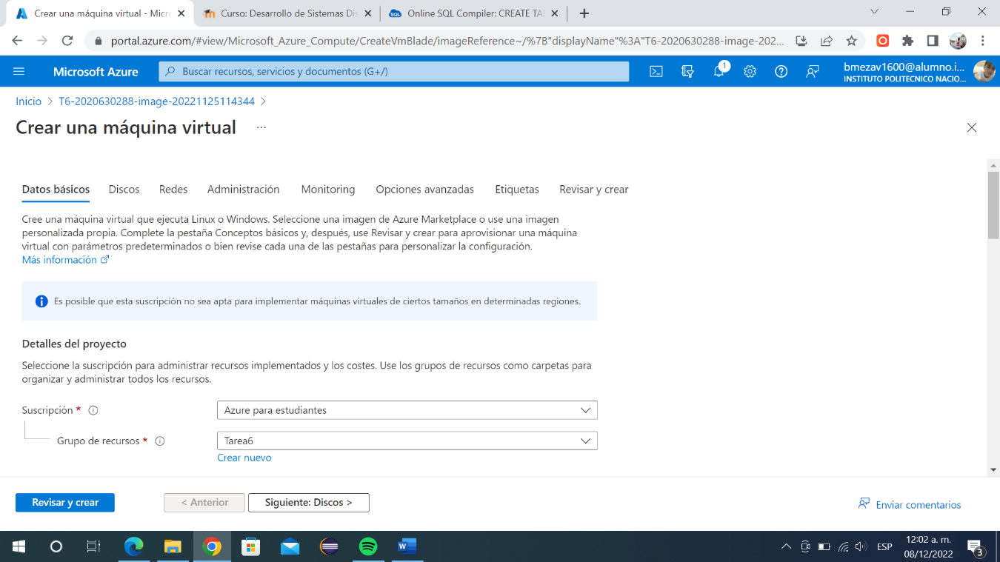 Crear una máquina virtual - Micro
Curso: Desarrollo de Sistemas Dis
Online SQL Compiler: CREATE TA
portal.azure.com/#view/Microsoft_Azure_Compute/CreateVmBlade/imageReference~/%7B"displayName"%3A"T6-2020630288-image-202...
Microsoft Azure
Buscar recursos, servicios y documentos (G+/)
1
bmezav1600@alumno.i...
INSTITUTO POLITECNICO NACIO...
Inicio > T6-2020630288-image-20221125114344 >
Crear una máquina virtual ...
Datos básicos Discos Redes Administración Monitoring Opciones avanzadas Etiquetas Revisar y crear
Cree una máquina virtual que ejecuta Linux o Windows. Seleccione una imagen de Azure Marketplace o use una imagen
personalizada propia. Complete la pestaña Conceptos básicos y, después, use Revisar y crear para aprovisionar una máquina
virtual con parámetros predeterminados o bien revise cada una de las pestañas para personalizar la configuración.
Más información
Es posible que esta suscripción no sea apta para implementar máquinas virtuales de ciertos tamaños en determinadas regiones.
Detalles del proyecto
Seleccione la suscripción para administrar recursos implementados y los costes. Use los grupos de recursos como carpetas para
organizar y administrar todos los recursos.
Suscripción * Azure para estudiantes
Grupo de recursos * Tarea6
Crear nuevo
Revisar y crear < Anterior Siguiente: Discos > Enviar comentarios
ESP
12:02 a. m.
08/12/2022
3